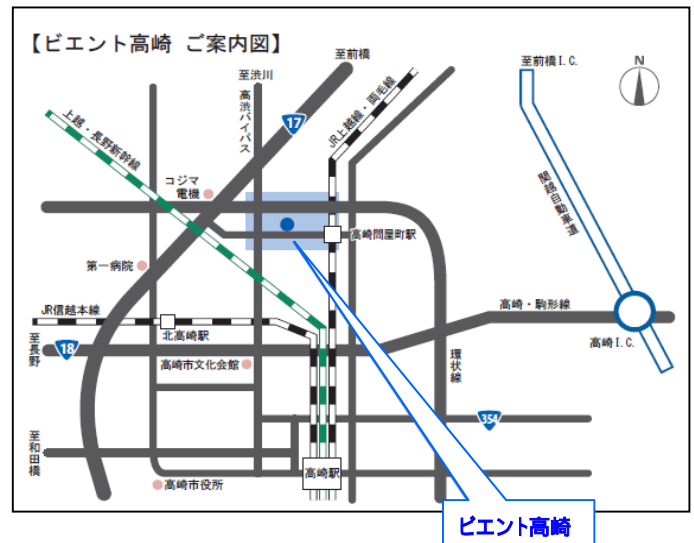 【ビエント高崎 ご案内図】
至前橋
至渋川
高渋バイパス
17
JR上越線・両毛線
至前橋I.C.
N
上越・長野新幹線
コジマ
電機
関越自動車道
高崎問屋町駅
第一病院
JR信越本線
高崎・駒形線
北高崎駅
至長野
18
高崎I.C.
高崎市文化会館
環状線
354
至和田橋
高崎駅
高崎市役所
ビエント高崎